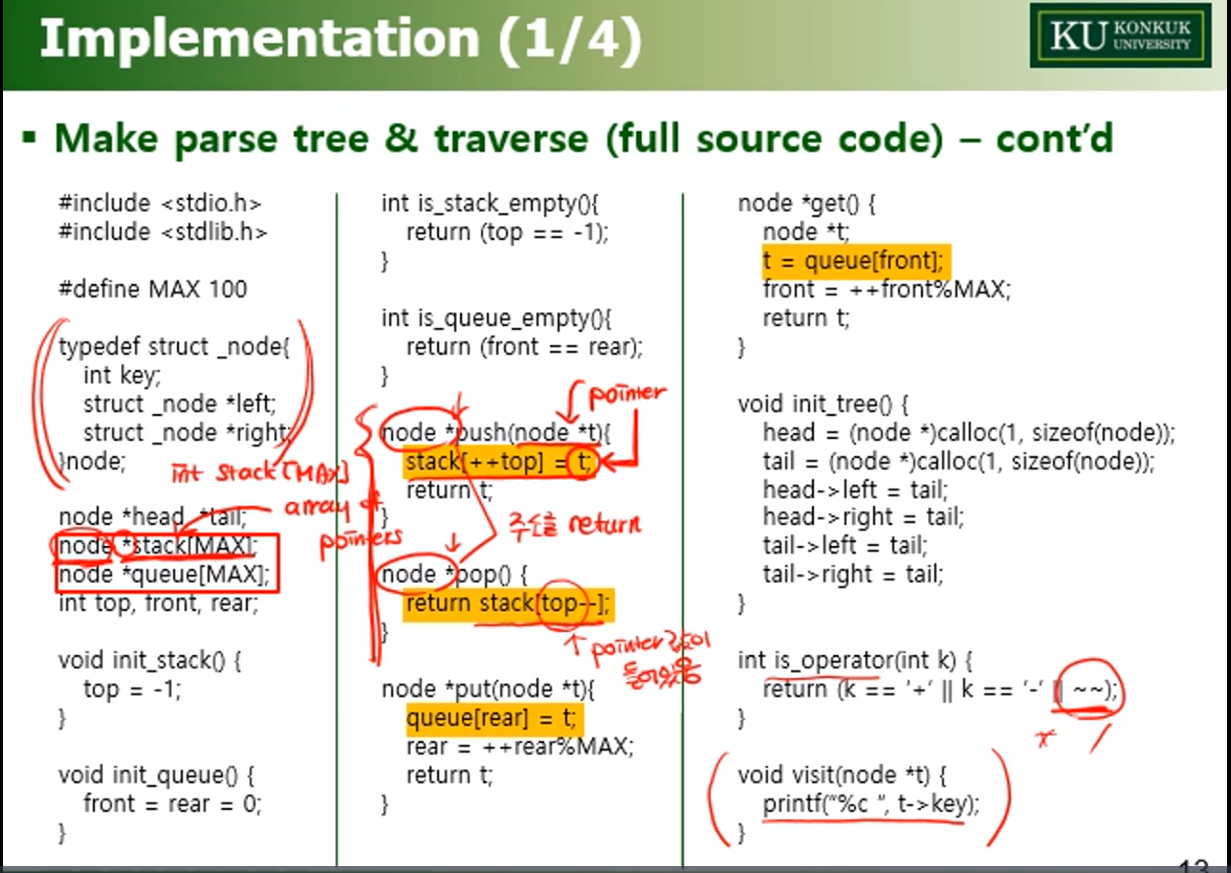 Implementation (1/4)
KU KONKUK
UNIVERSITY
▪ Make parse tree & traverse (full source code) – cont'd
#include <stdio.h>
#include <stdlib.h>
#define MAX 100
typedef struct _node{
int key;
struct _node *left;
struct _node *right;
}node;
int stack[MAX]
array of
pointers
node *head, *tail;
node *stack[MAX];
node *queue[MAX];
int top, front, rear;
void init_stack() {
top = -1;
}
void init_queue() {
front = rear = 0;
}
int is_stack_empty(){
return (top == -1);
}
int is_queue_empty(){
return (front == rear);
}
pointer
node *push(node *t){
stack[++top] = t;
return t;
}
주소를 return
node *pop() {
return stack[top--];
}
pointer 값들이
들어있음
node *put(node *t){
queue[rear] = t;
rear = ++rear%MAX;
return t;
}
node *get() {
node *t;
t = queue[front];
front = ++front%MAX;
return t;
}
void init_tree() {
head = (node *)calloc(1, sizeof(node));
tail = (node *)calloc(1, sizeof(node));
head->left = tail;
head->right = tail;
tail->left = tail;
tail->right = tail;
}
int is_operator(int k) {
return (k == '+' || k == '-' || ~~);
}
* /
void visit(node *t) {
printf("%c ", t->key);
}
13